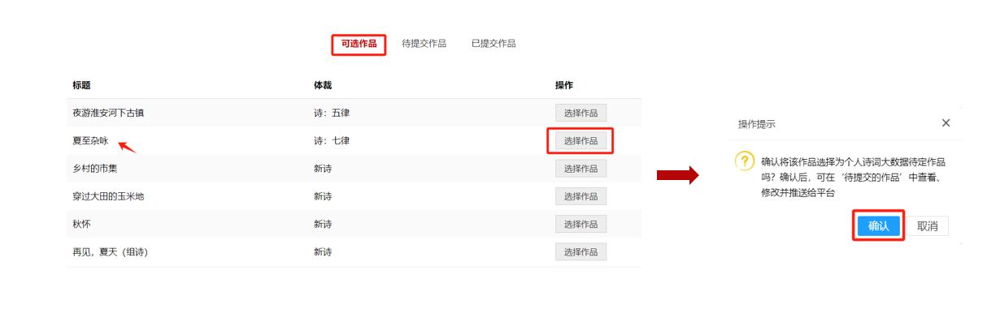 可选作品 待提交作品 已提交作品
标题 体裁 操作
夜游淮安河下古镇 诗：五律 选择作品
夏至杂咏 诗：七律 选择作品
乡村的市集 新诗 选择作品
穿过大田的玉米地 新诗 选择作品
秋怀 新诗 选择作品
再见，夏天（组诗） 新诗 选择作品
操作提示
确认将该作品选择为个人诗词大数据待定作品
吗？确认后，可在‘待提交的作品’中查看、
修改并推送给平台
确认 取消